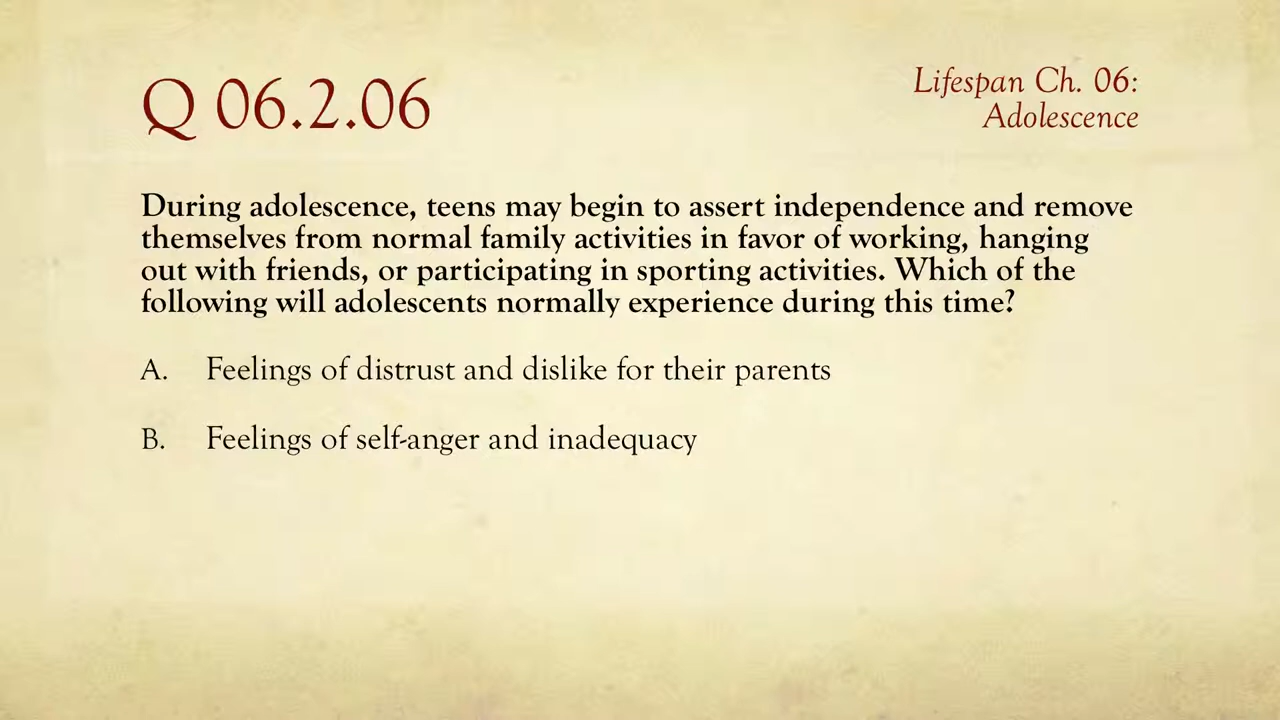 Q 06.2.06
Lifespan Ch. 06:
Adolescence
During adolescence, teens may begin to assert independence and remove
themselves from normal family activities in favor of working, hanging
out with friends, or participating in sporting activities. Which of the
following will adolescents normally experience during this time?
A. Feelings of distrust and dislike for their parents
B. Feelings of self-anger and inadequacy